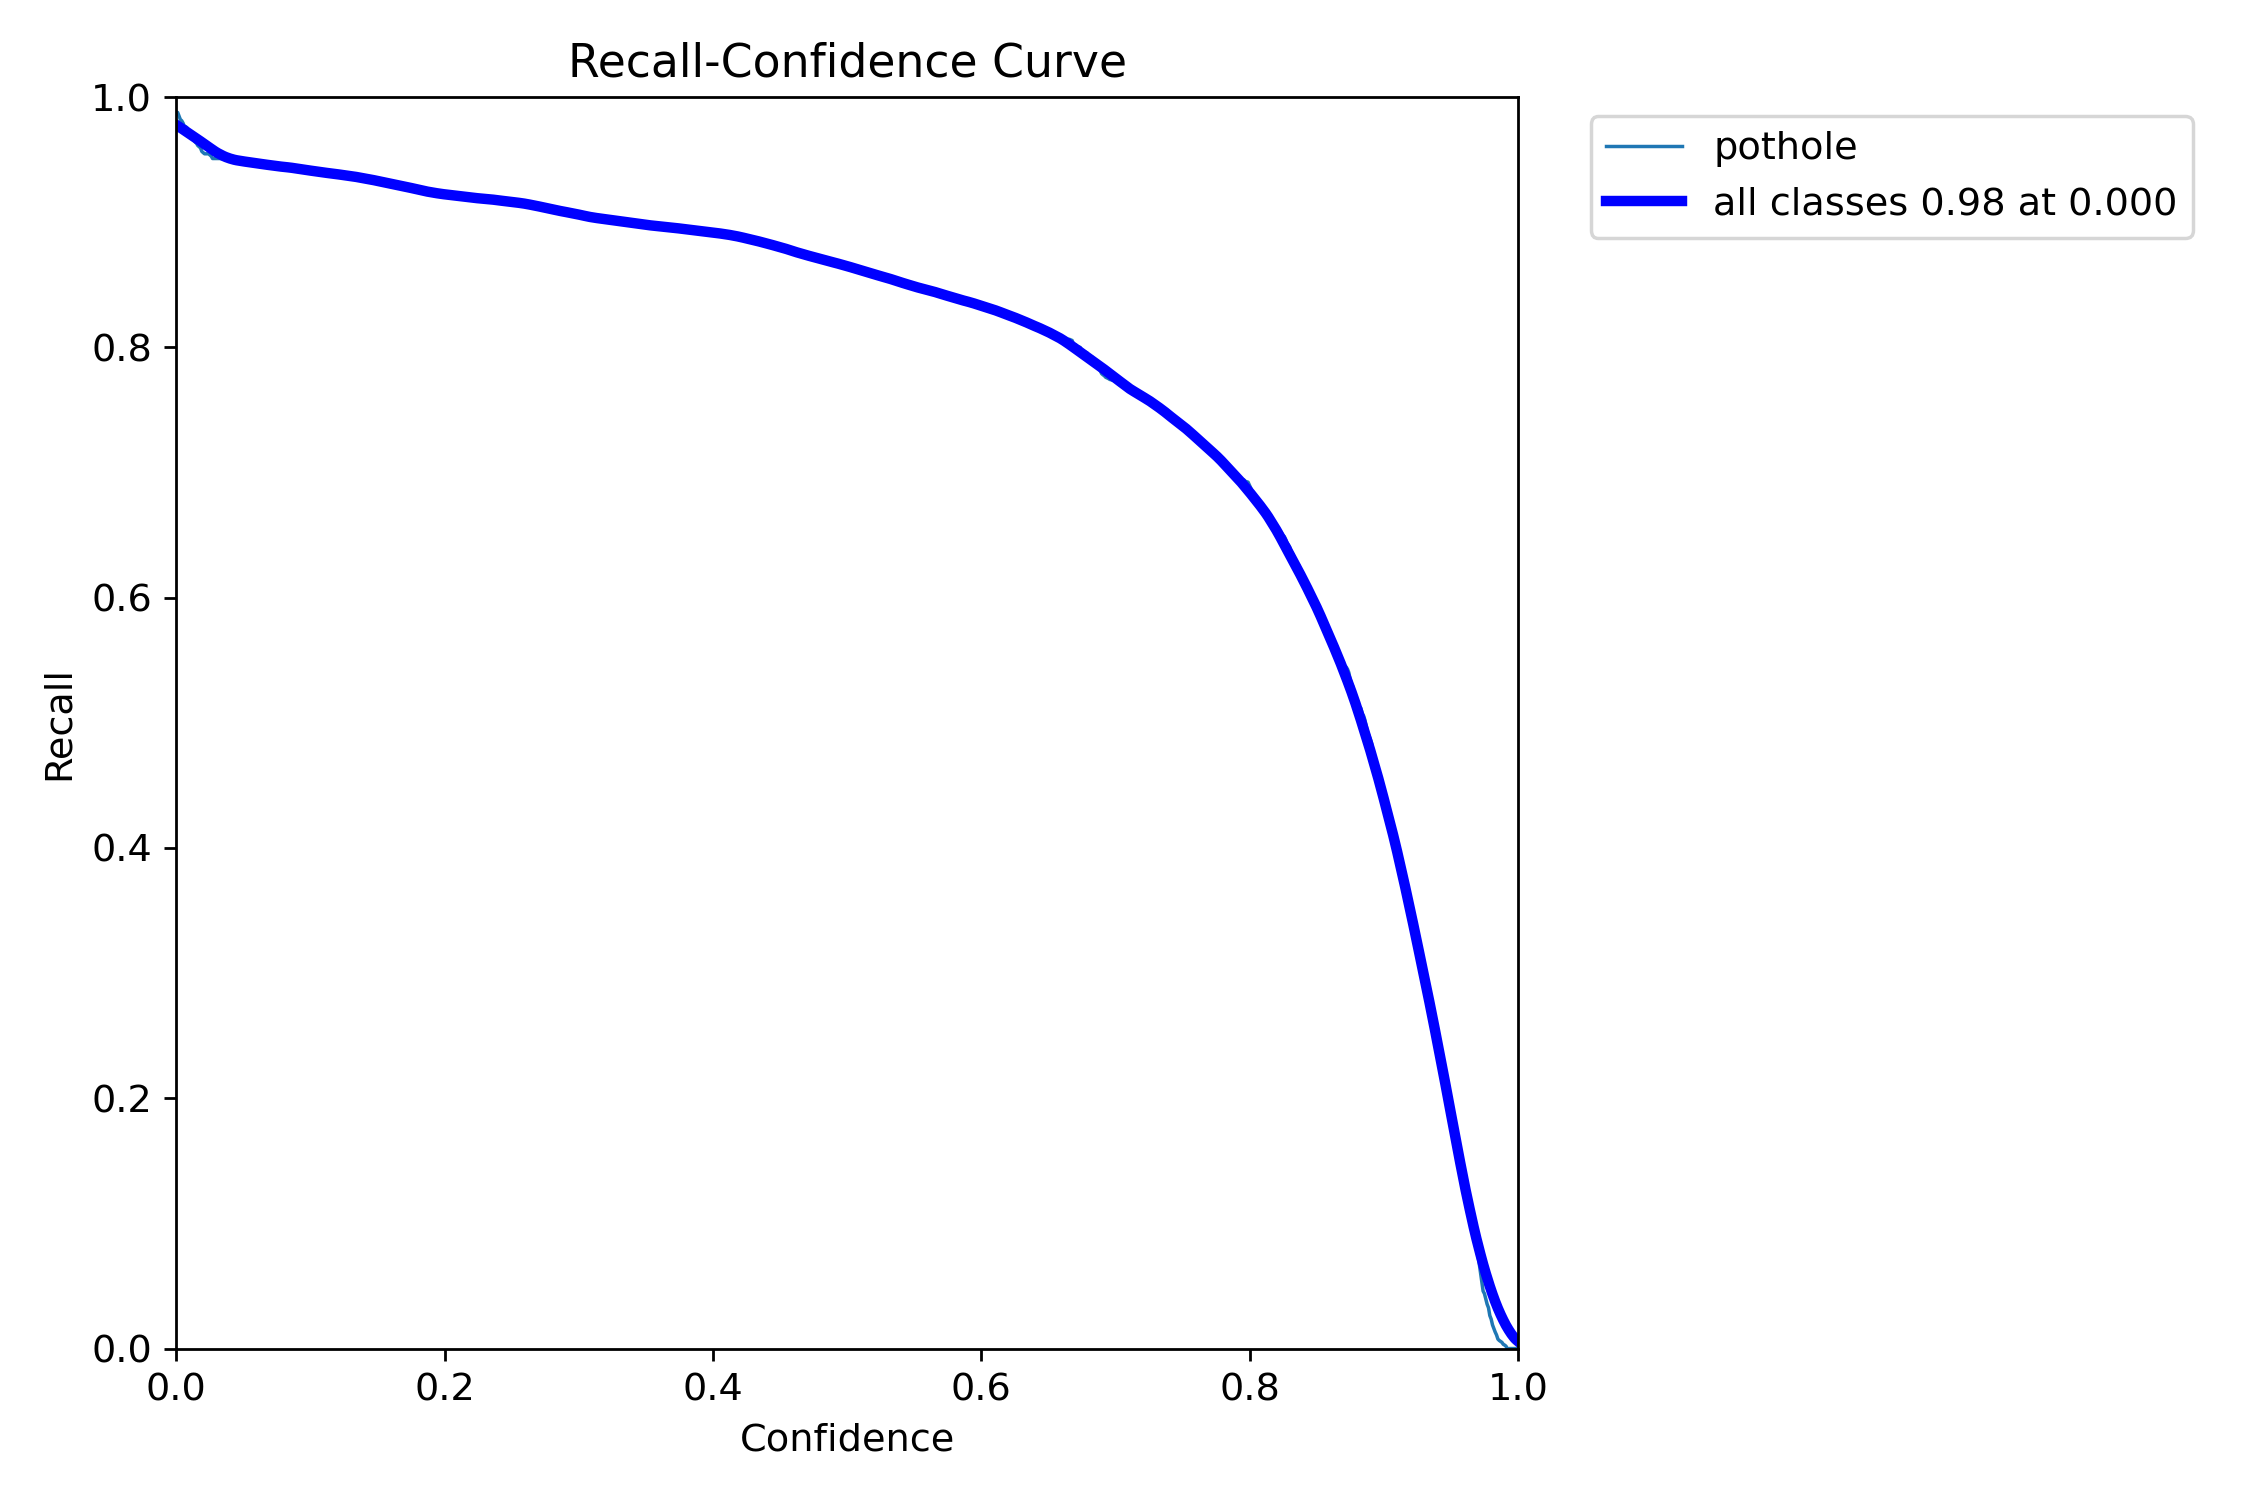 Recall-Confidence Curve
1.0
0.8
0.6
0.4
0.2
0.0
Recall
0.0 0.2 0.4 0.6 0.8 1.0
Confidence
pothole
all classes 0.98 at 0.000